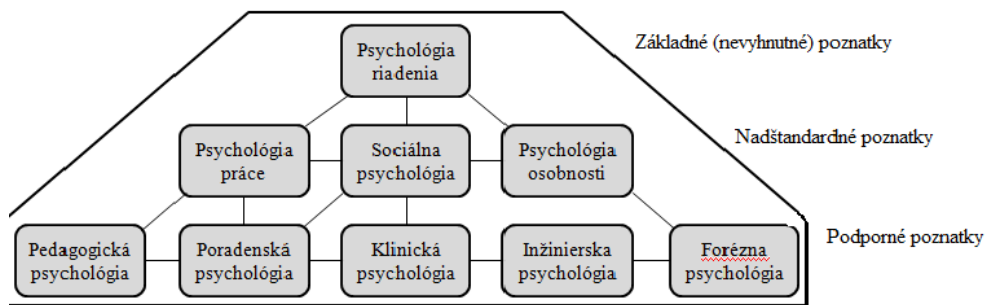 Psychológia
riadenia
Základné (nevyhnutné) poznatky
Psychológia
práce
Sociálna
psychológia
Psychológia
osobnosti
Nadštandardné poznatky
Pedagogická
psychológia
Poradenská
psychológia
Klinická
psychológia
Inžinierska
psychológia
Forézna
psychológia
Podporné poznatky